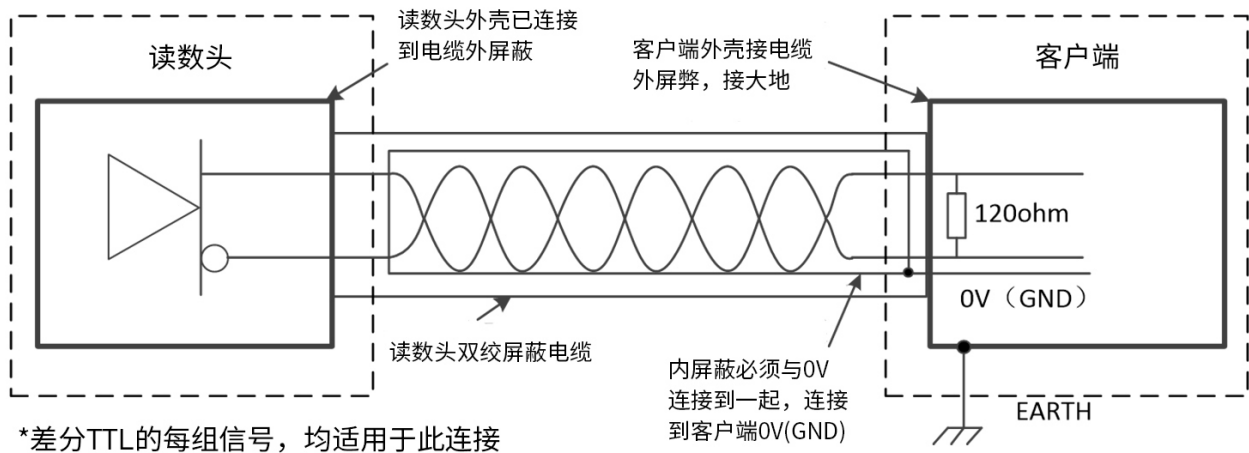 读数头外壳已连接
到电缆外屏蔽
读数头
客户端外壳接电缆
外屏弊，接大地
客户端
120ohm
0V（GND）
读数头双绞屏蔽电缆
内屏蔽必须与0V
连接到一起，连接
到客户端0V(GND)
EARTH
*差分TTL的每组信号，均适用于此连接